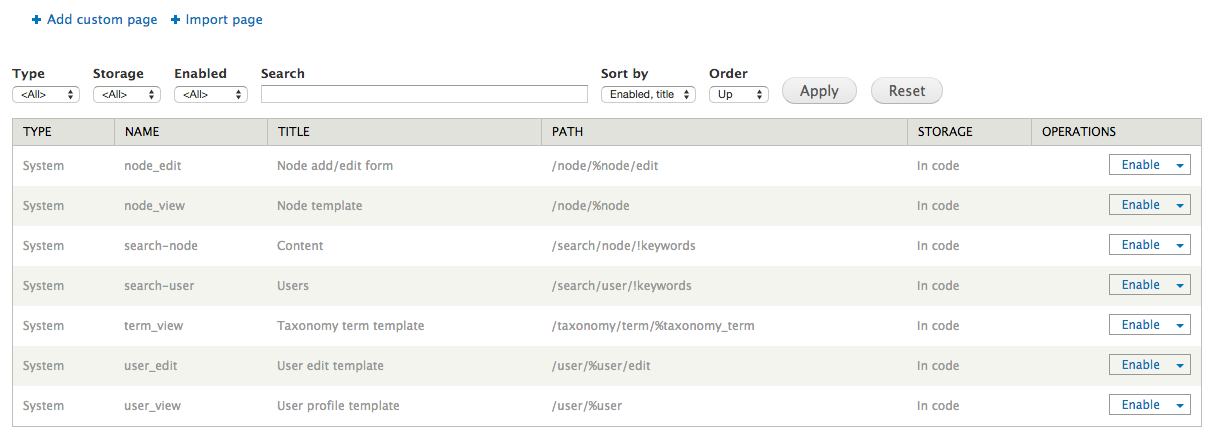 Add custom page Import page
Type Storage Enabled Search Sort by Order
<All> <All> <All> Enabled, title Up Apply Reset
TYPE NAME TITLE PATH STORAGE OPERATIONS
System node_edit Node add/edit form /node/%node/edit In code Enable
System node_view Node template /node/%node In code Enable
System search-node Content /search/node/!keywords In code Enable
System search-user Users /search/user/!keywords In code Enable
System term_view Taxonomy term template /taxonomy/term/%taxonomy_term In code Enable
System user_edit User edit template /user/%user/edit In code Enable
System user_view User profile template /user/%user In code Enable